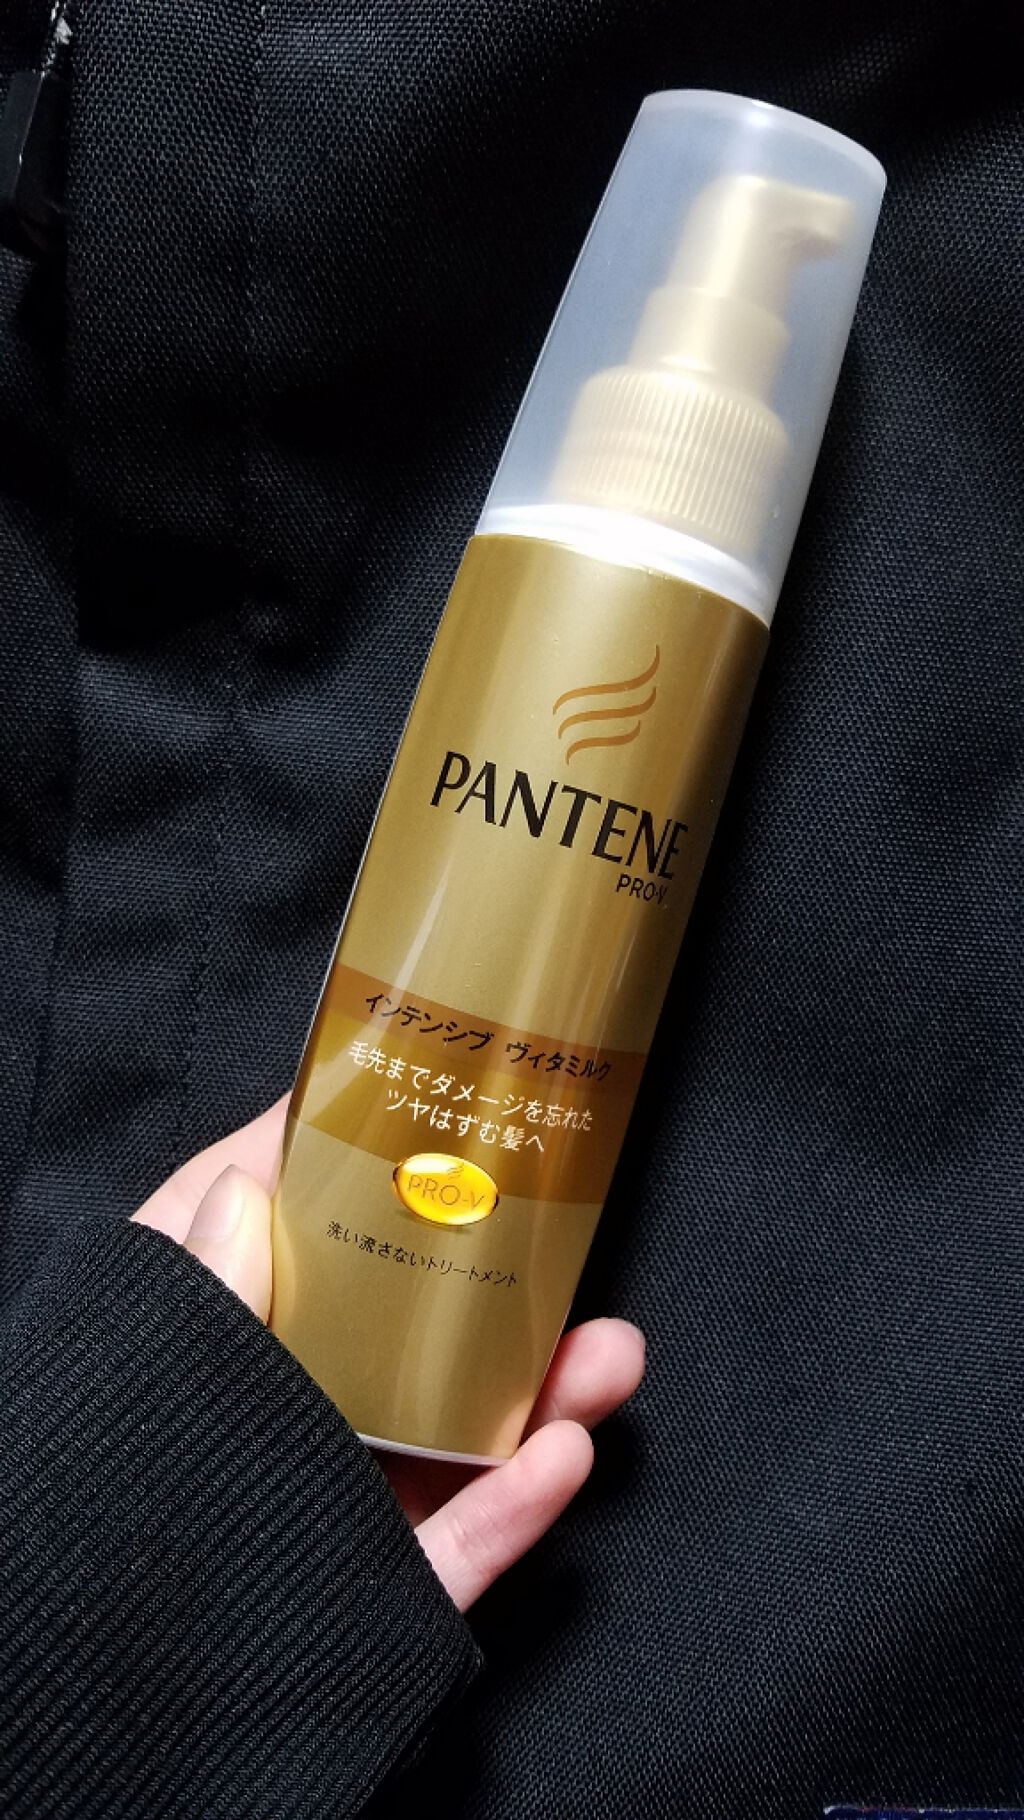 PANTENE
PRO-V
インテンシブ ヴィタミルク
毛先までダメージを忘れた
ツヤはずむ髪へ
PRO-V
洗い流さないトリートメント